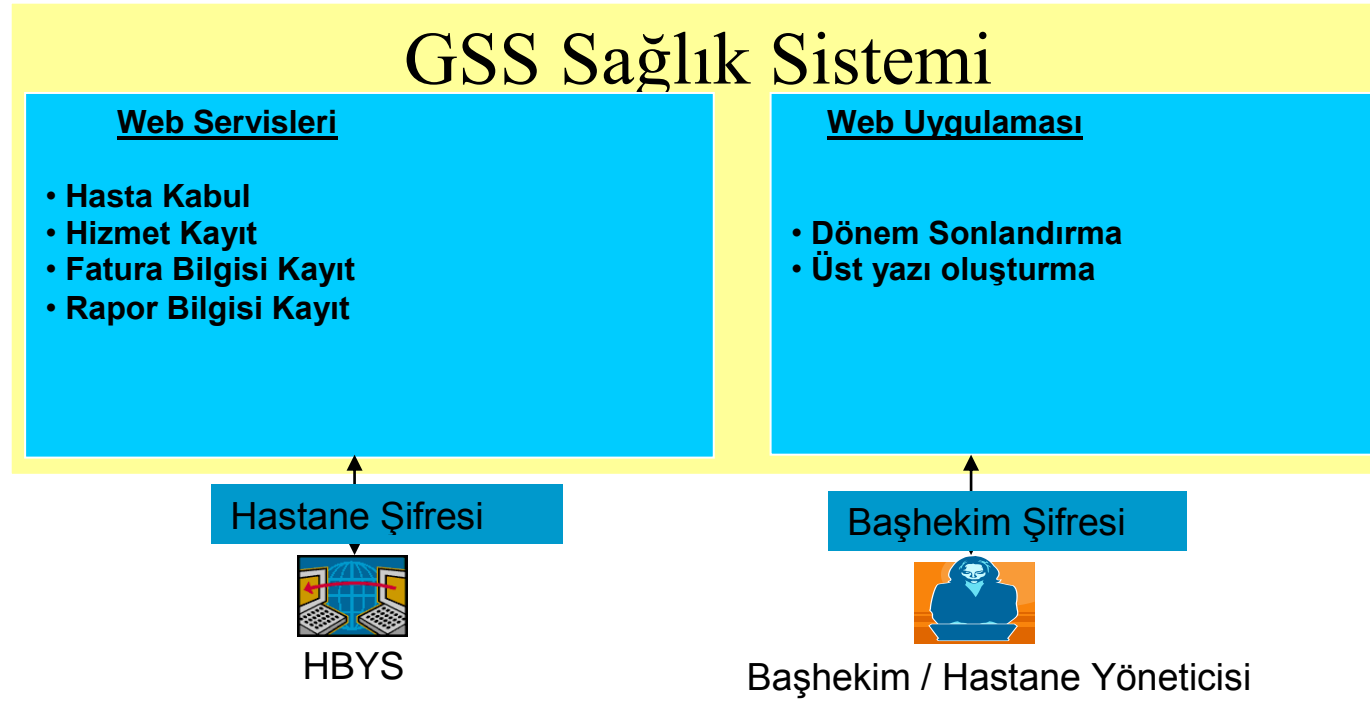 GSS Sağlık Sistemi
Web Servisleri
• Hasta Kabul
• Hizmet Kayıt
• Fatura Bilgisi Kayıt
• Rapor Bilgisi Kayıt
Web Uygulaması
• Dönem Sonlandırma
• Üst yazı oluşturma
Hastane Şifresi
HBYS
Başhekim Şifresi
Başhekim / Hastane Yöneticisi